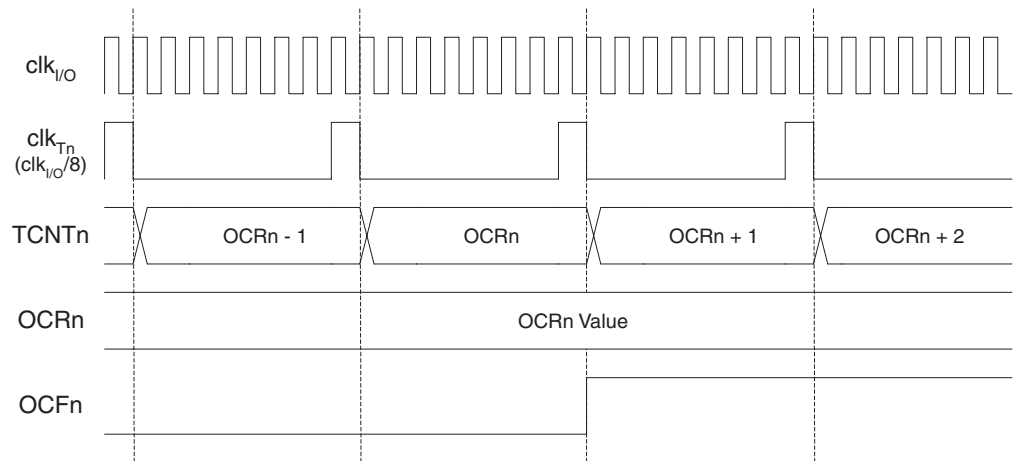 clkI/O
clkTn
(clkI/O/8)
TCNTn
OCRn - 1
OCRn
OCRn + 1
OCRn + 2
OCRn
OCRn Value
OCFn